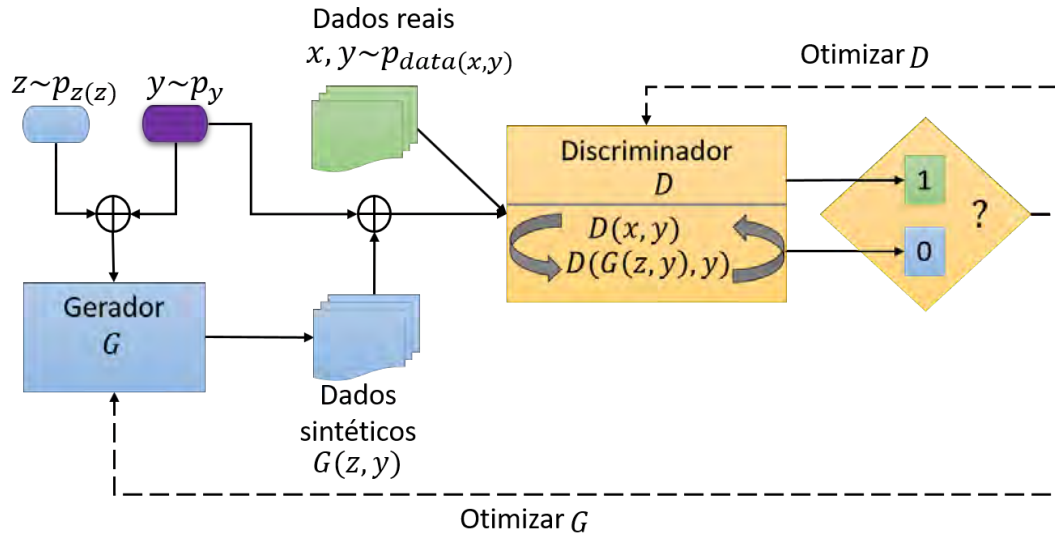 Dados reais
x, y~p_data(x,y)
z~p_z(z)
y~p_y
Otimizar D
Discriminador
D
D(x, y)
D(G(z, y), y)
1
?
0
Gerador
G
Dados
sintéticos
G(z, y)
Otimizar G